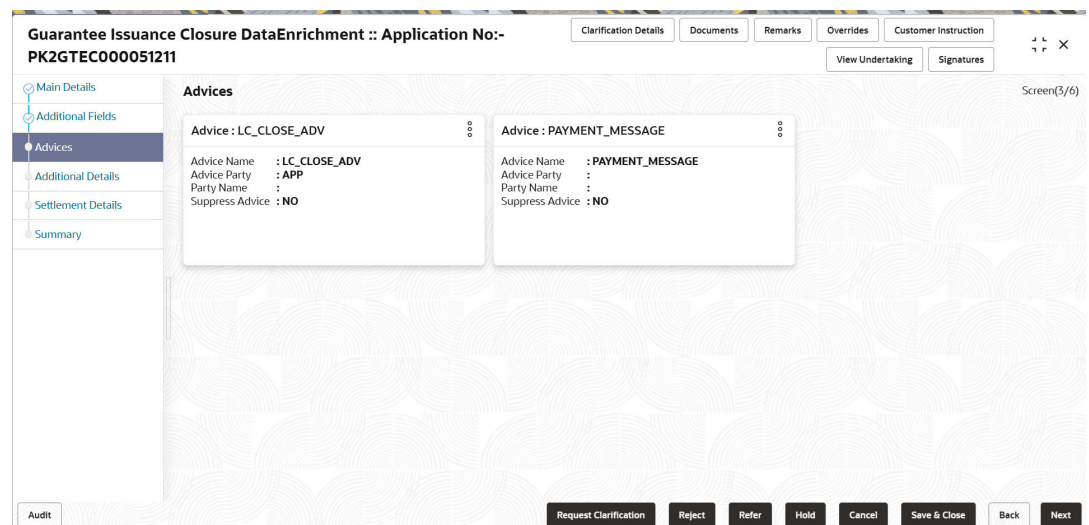 Guarantee Issuance Closure DataEnrichment :: Application No:-
PK2GTEC000051211
Clarification Details
Documents
Remarks
Overrides
Customer Instruction
View Undertaking
Signatures
Main Details
Additional Fields
Advices
Additional Details
Settlement Details
Summary
Advices
Screen(3/6)
Advice : LC_CLOSE_ADV
Advice Name : LC_CLOSE_ADV
Advice Party : APP
Party Name :
Suppress Advice : NO
Advice : PAYMENT_MESSAGE
Advice Name : PAYMENT_MESSAGE
Advice Party :
Party Name :
Suppress Advice : NO
Audit
Request Clarification
Reject
Refer
Hold
Cancel
Save & Close
Back
Next